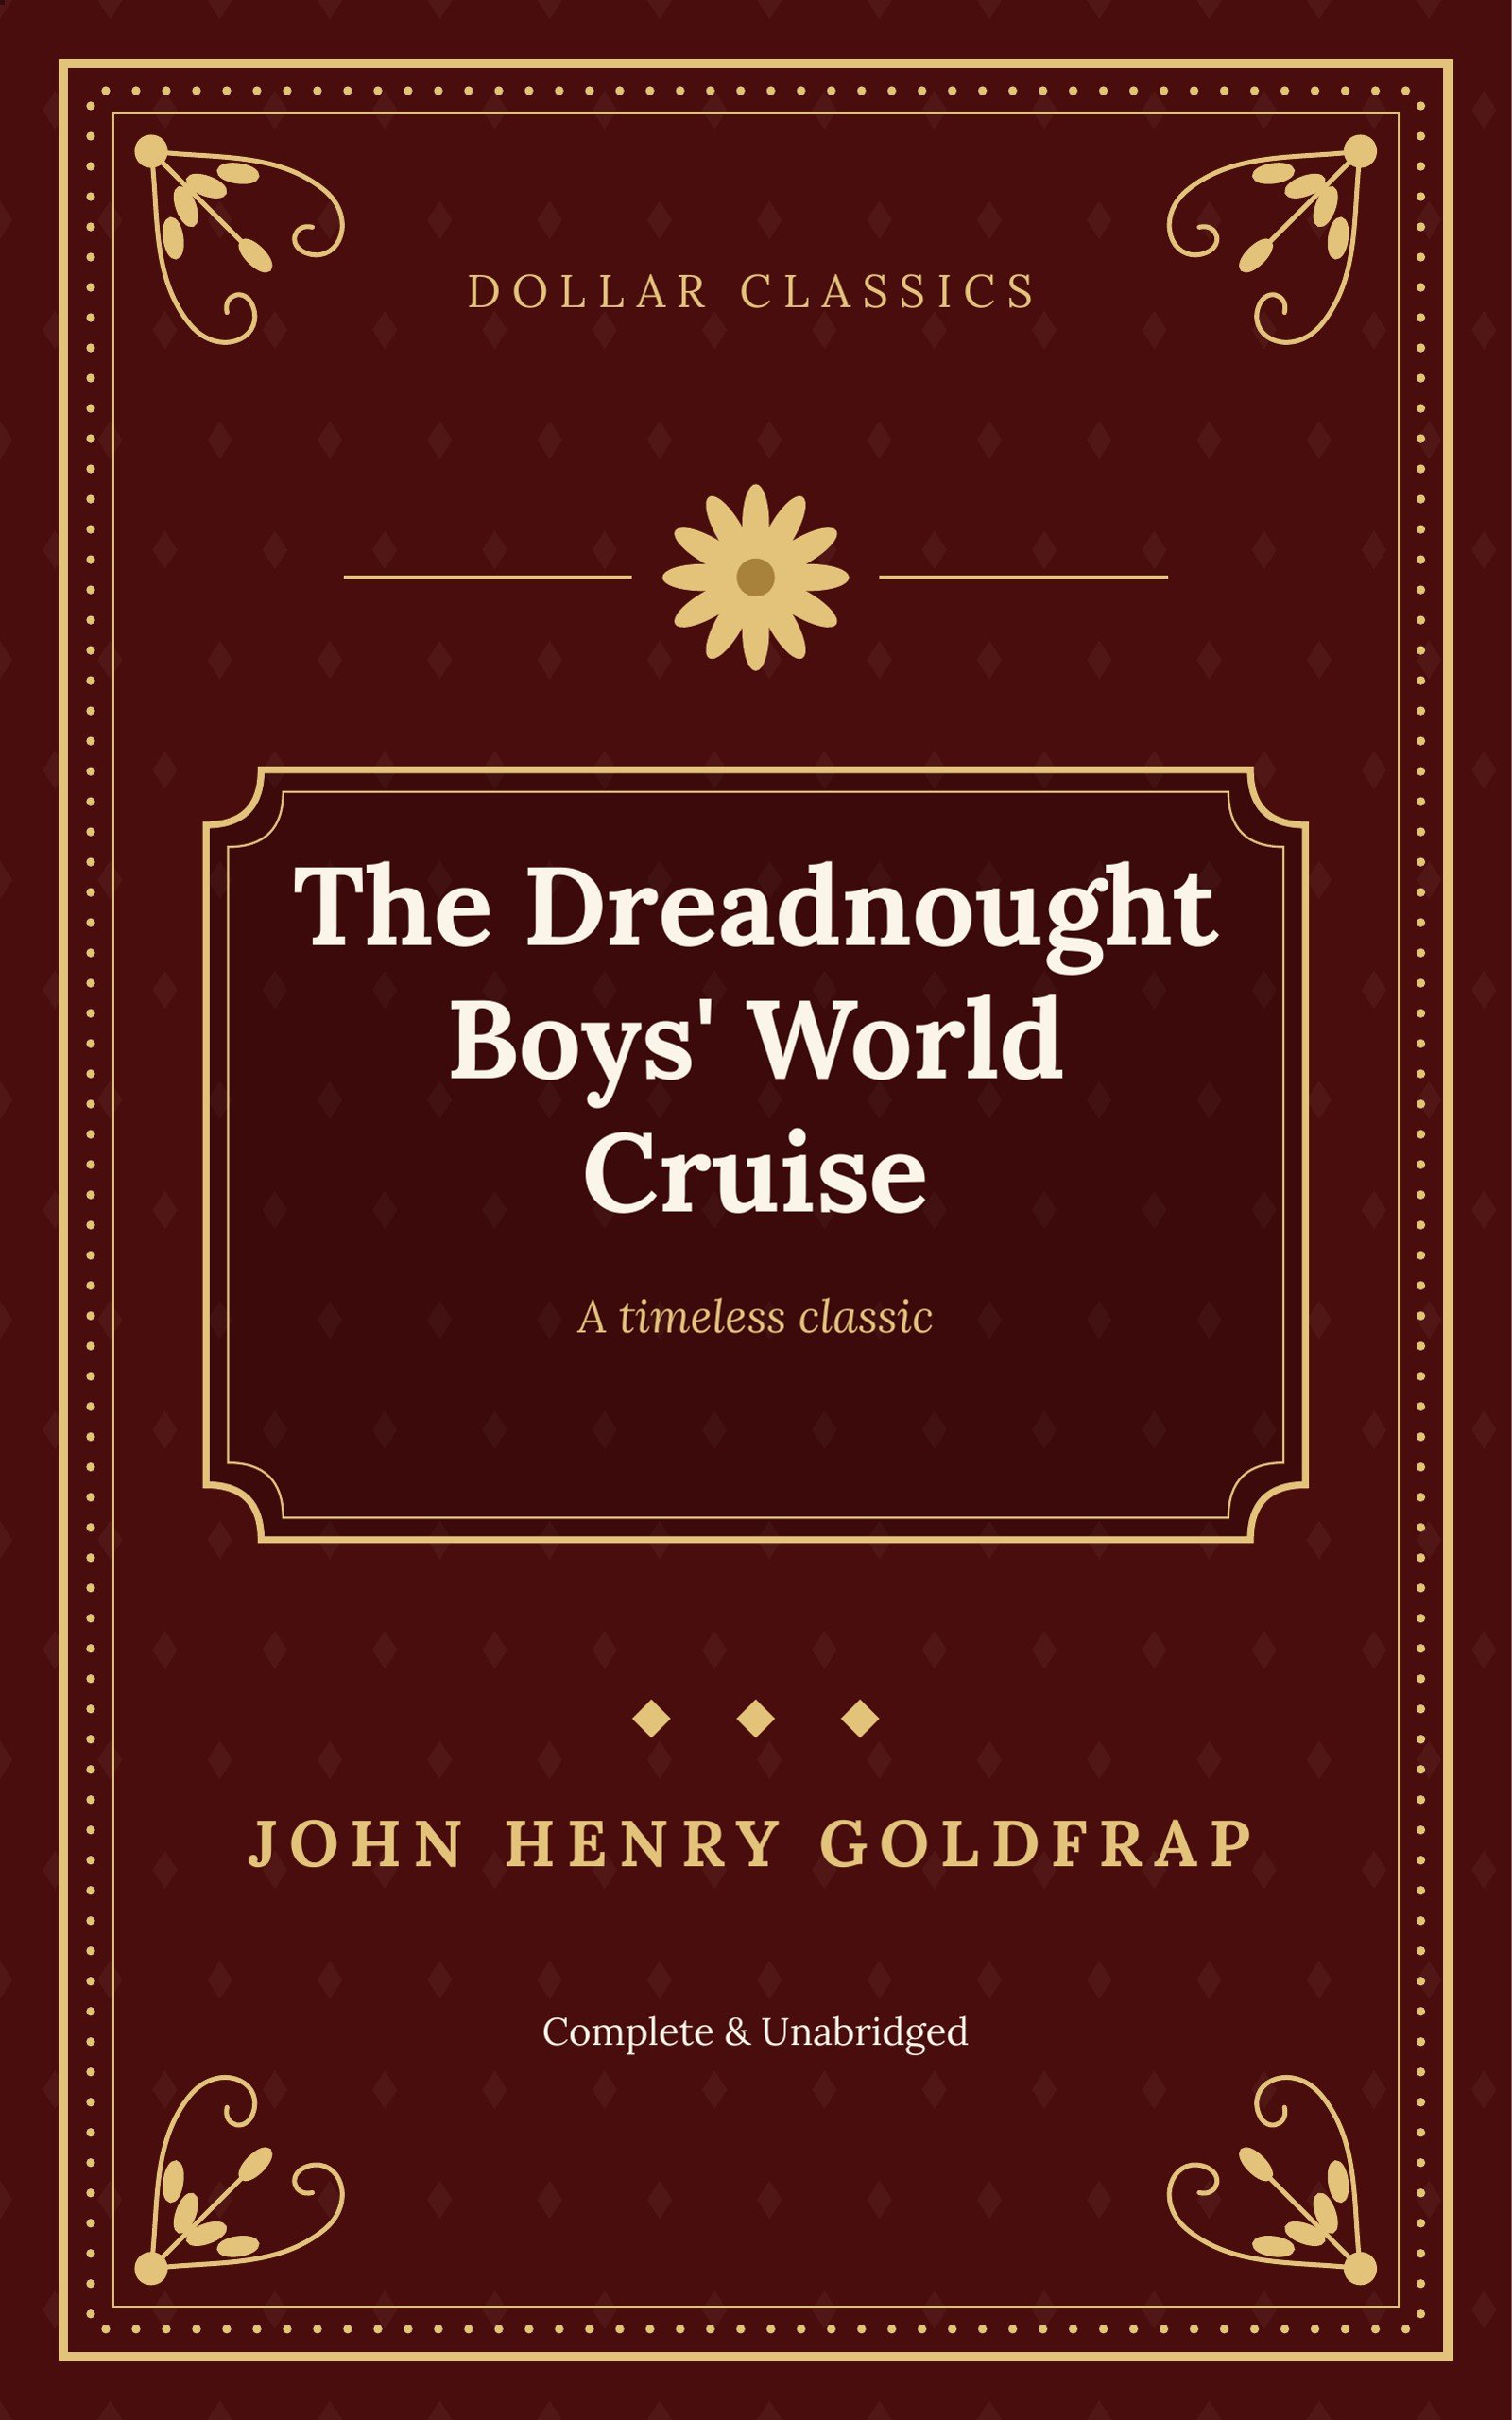 DOLLAR CLASSICS
The Dreadnought
Boys' World
Cruise
A timeless classic
JOHN HENRY GOLDFRAP
Complete & Unabridged